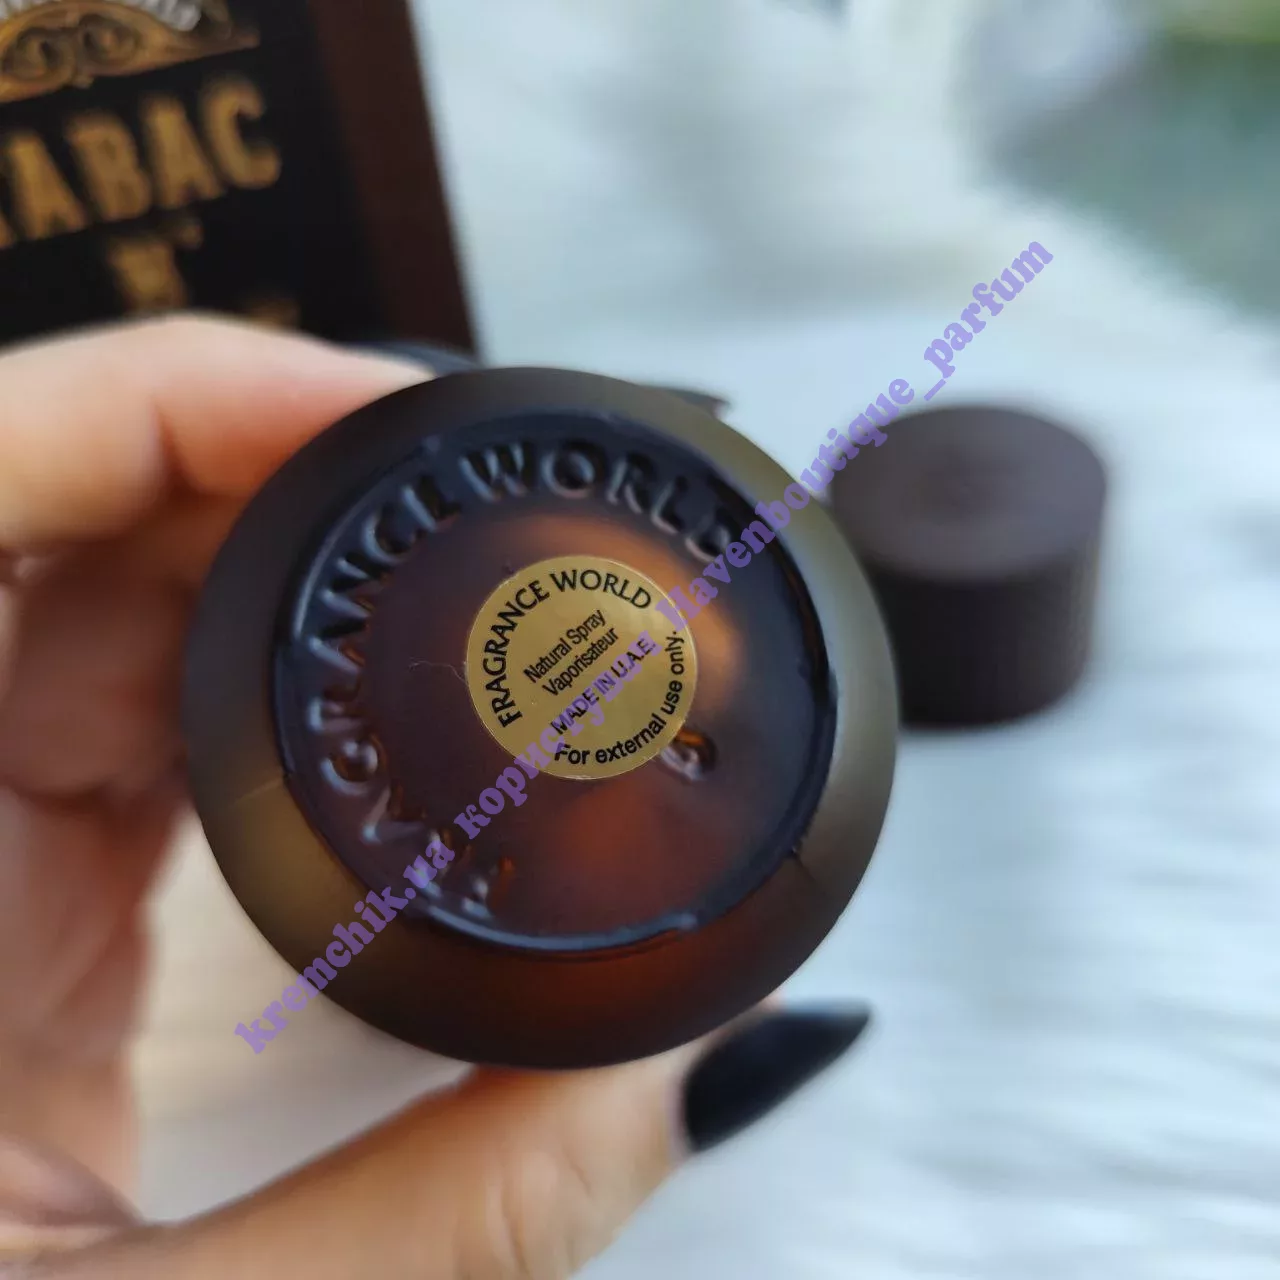 TABAC
FRAGRANCE WORLD
FRAGRANCE WORLD
Natural Spray
Vaporisateur
MADE IN U.A.E.
For external use only.
kremchik.ua користувач Havenboutique_parfum